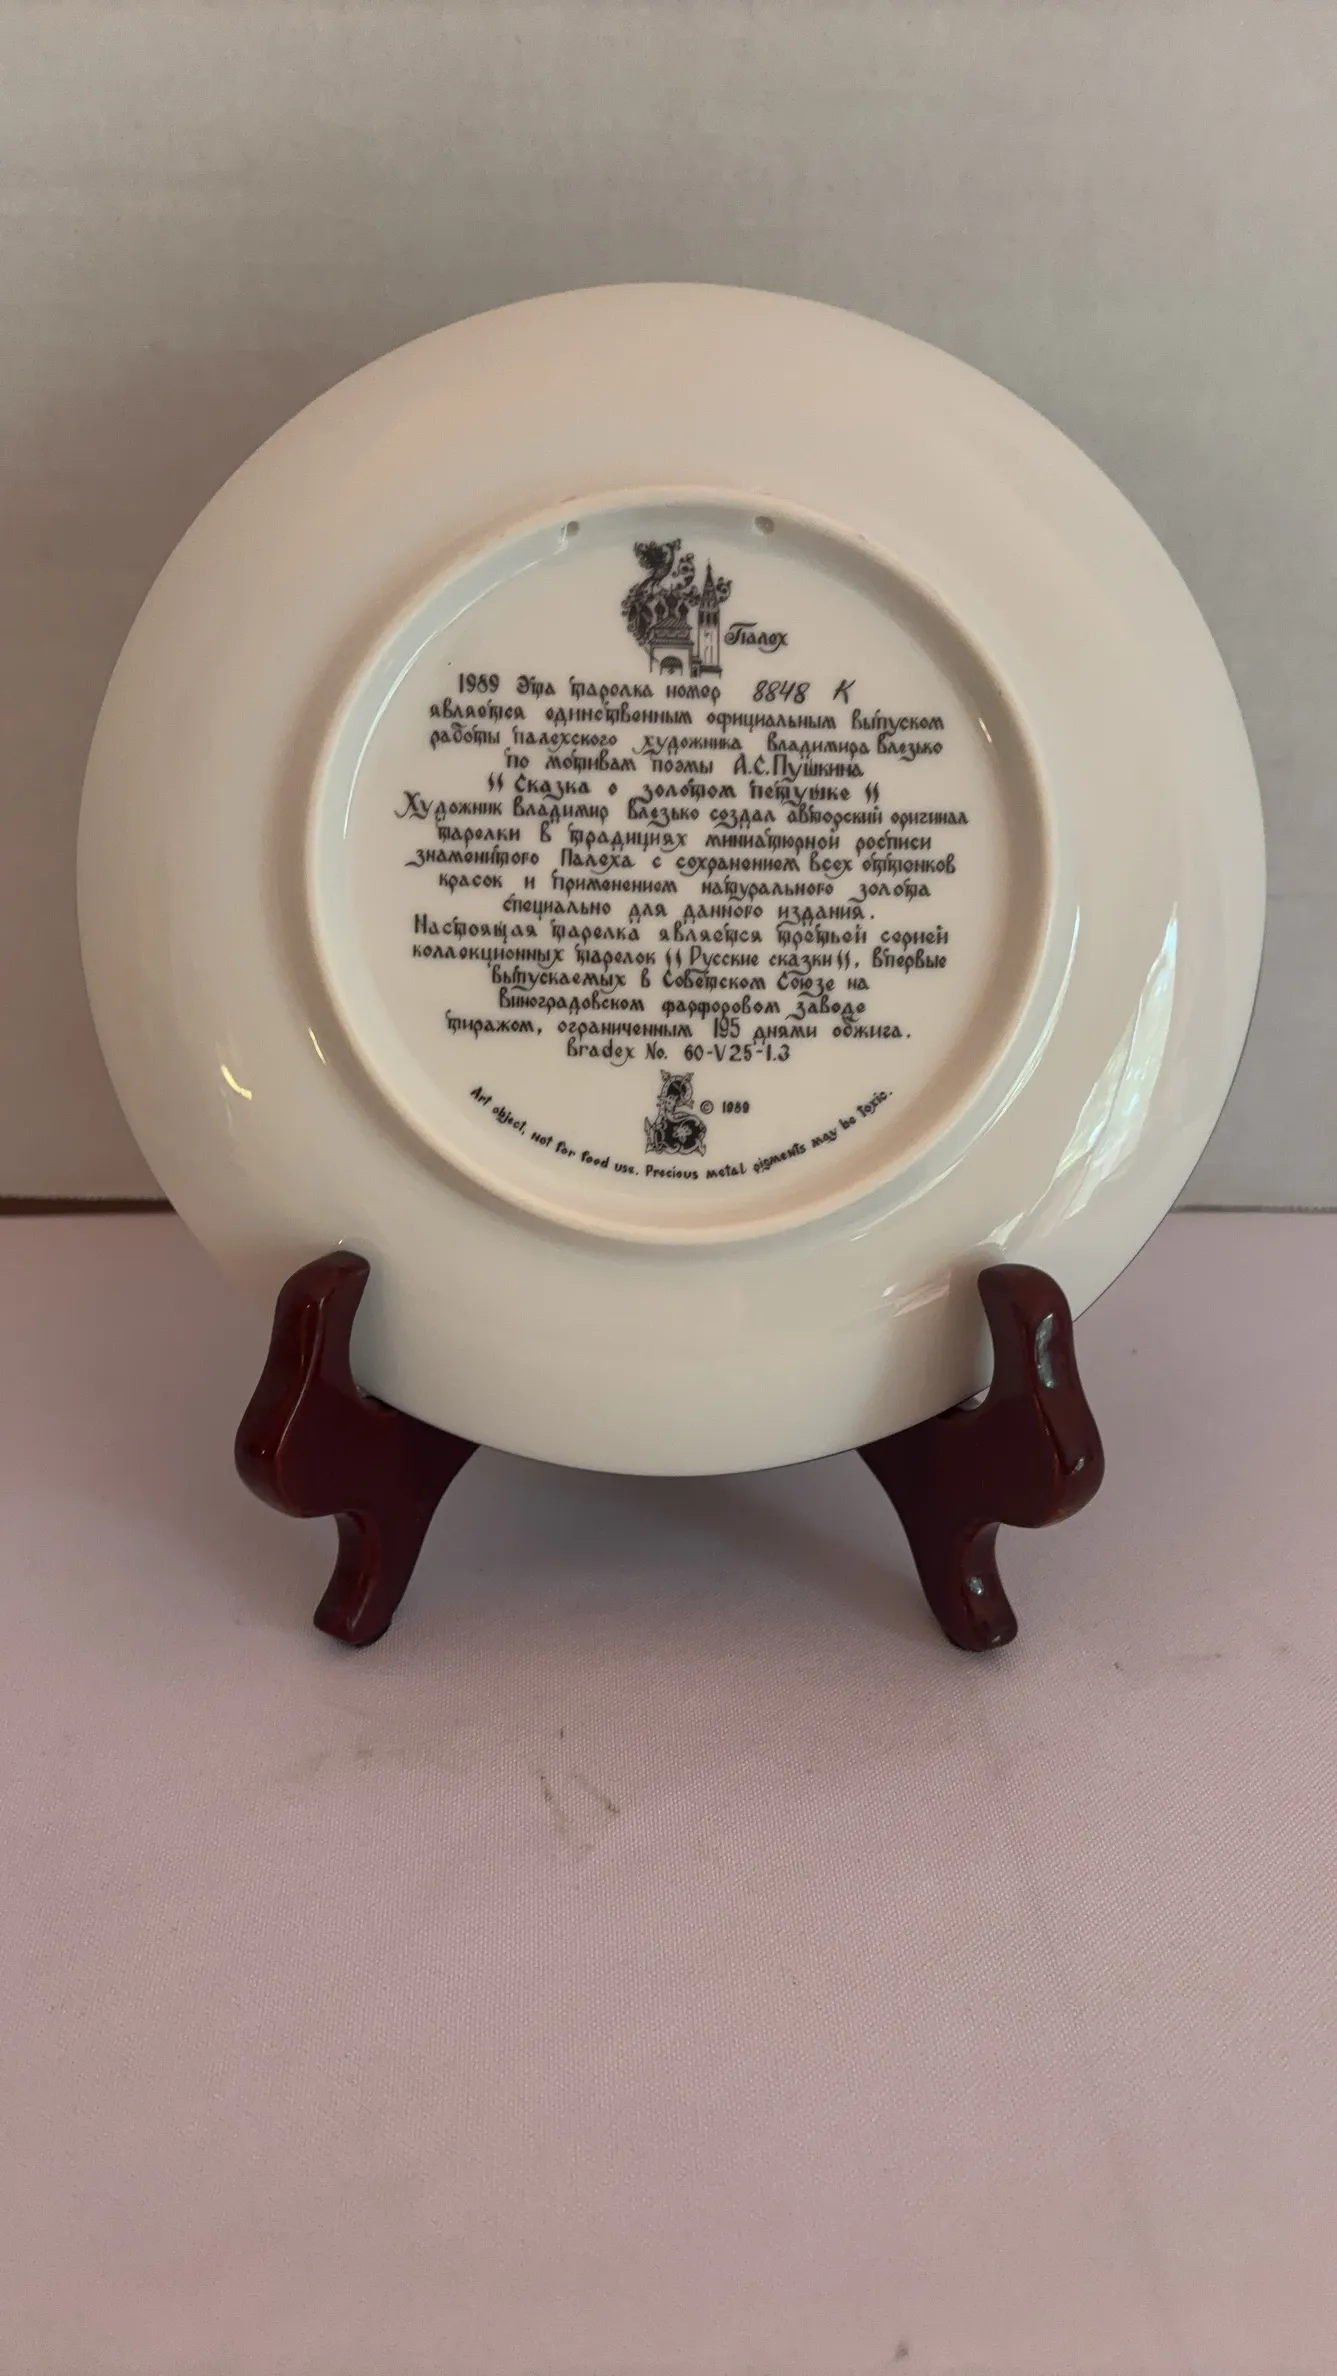 Палех
1989 Эта тарелка номер 8848 К
является единственным официальным выпуском
работы палехского художника Владимира Влезько
по мотивам поэмы А.С.Пушкина
"Сказка о золотом петушке"
Художник Владимир Влезько создал авторский оригинал
тарелки в традициях миниатюрной росписи
знаменитого Палеха с сохранением всех оттенков
красок и применением натурального золота
специально для данного издания.
Настоящая тарелка является третьей серией
коллекционных тарелок "Русские сказки", впервые
выпускаемых в Советском Союзе на
Виноградовском фарфоровом заводе
тиражом, ограниченным 195 днями обжига.
Bradex No. 60-V25-1.3
© 1989
Art object, not for food use. Precious metal pigments may be toxic.